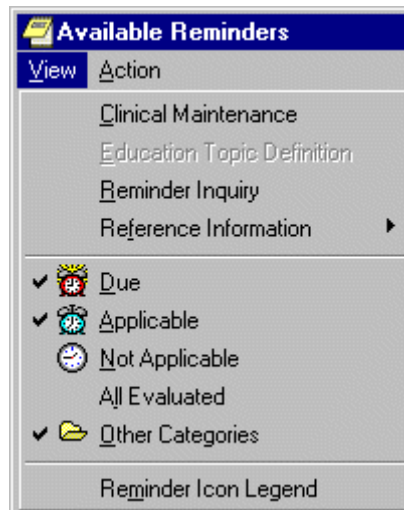 Available Reminders
View Action
Clinical Maintenance
Education Topic Definition
Reminder Inquiry
Reference Information
Due
Applicable
Not Applicable
All Evaluated
Other Categories
Reminder Icon Legend